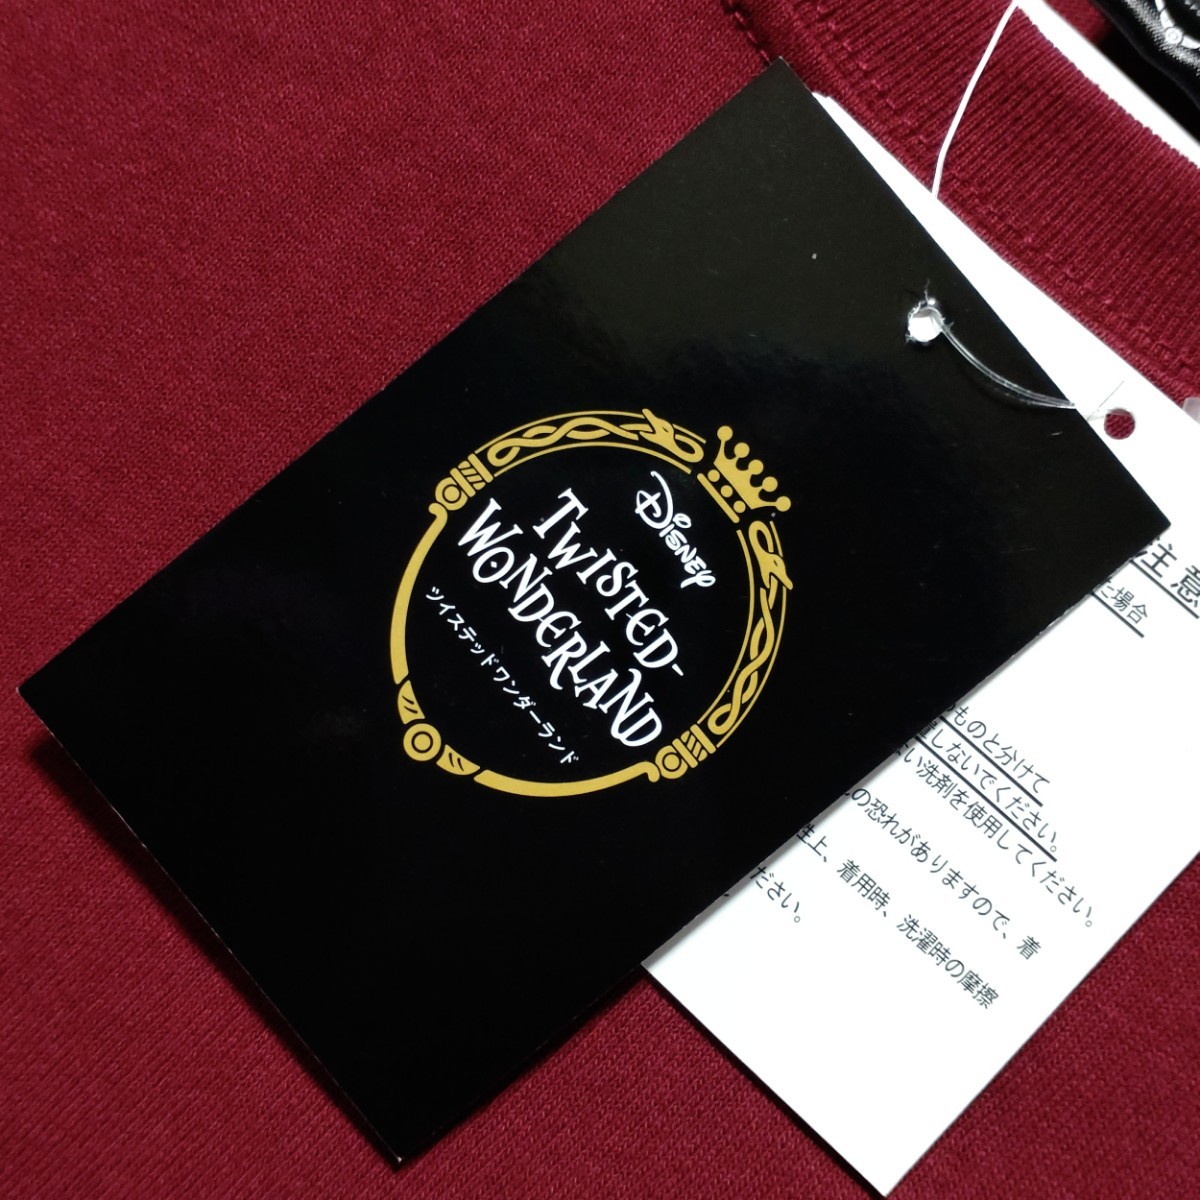 Disney
TWISTED-
WONDERLAND
ツイステッドワンダーランド
注意
た場合
ものと分けて
しないでください。
い洗剤を使用してください。
の恐れがありますので、着
性上、着用時、洗濯時の摩擦
ださい。